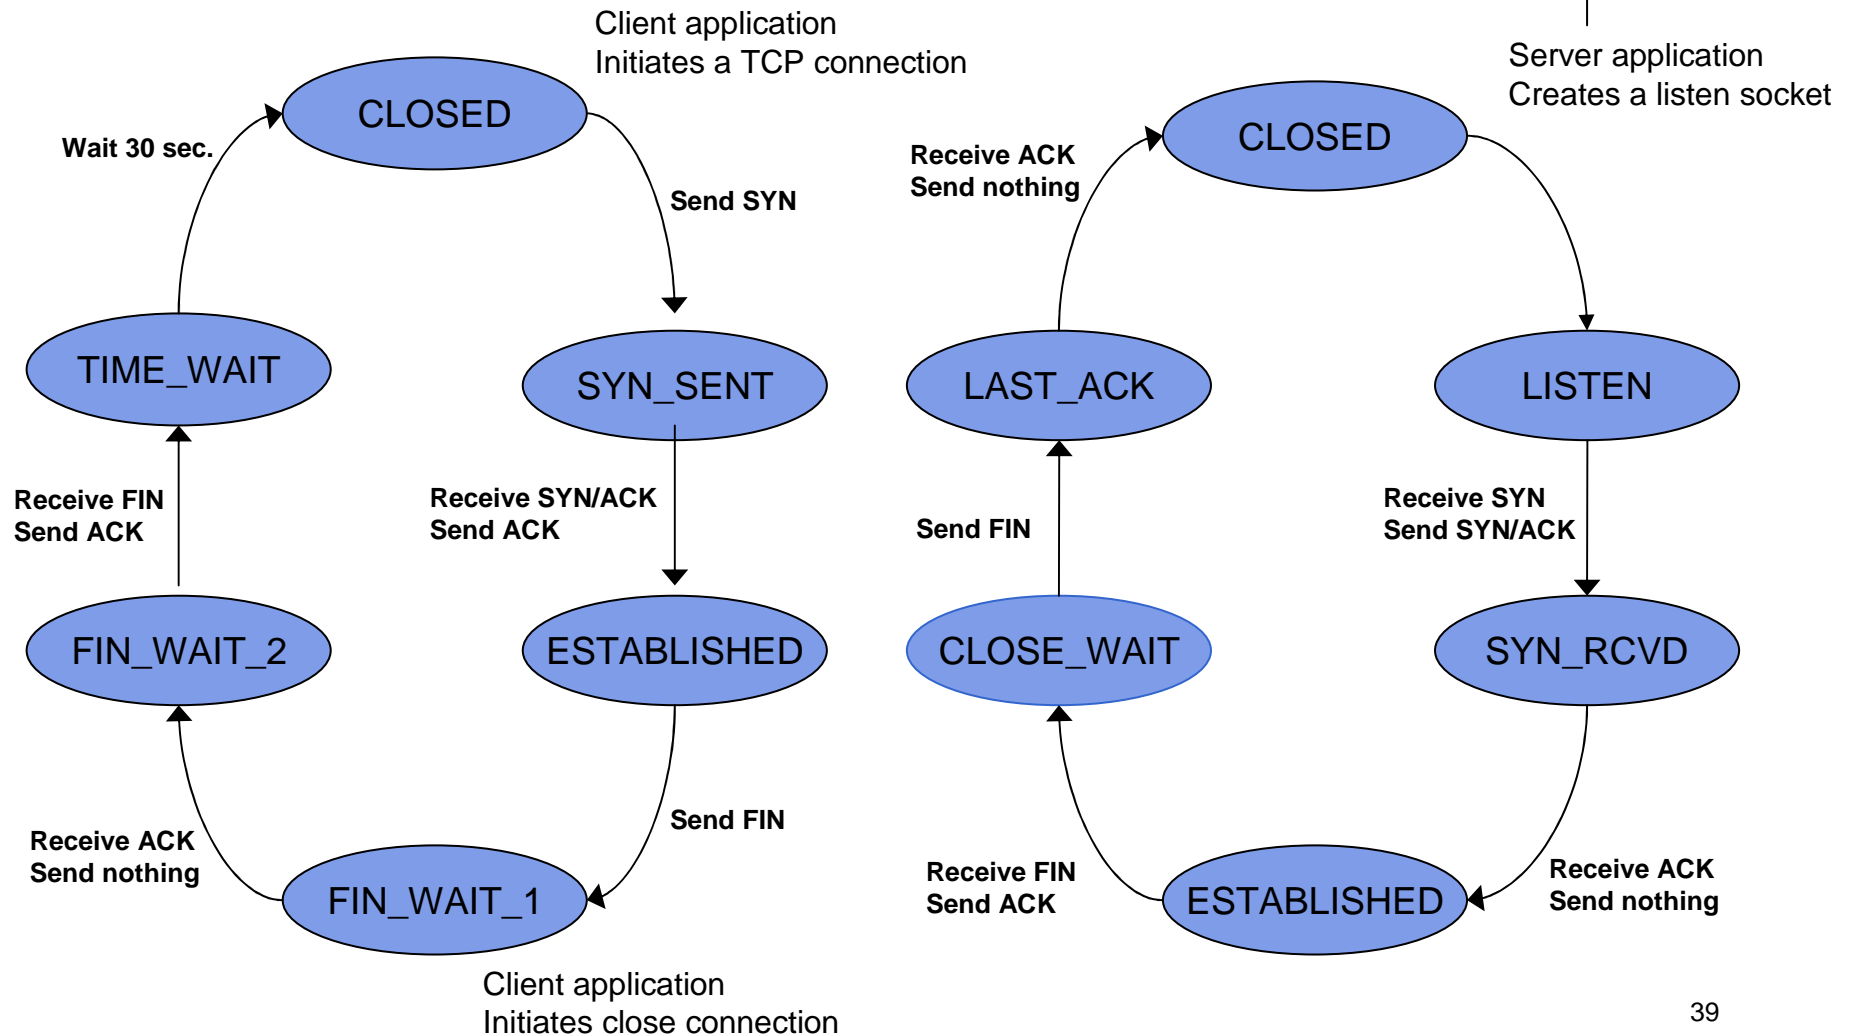 Client application
Initiates a TCP connection
CLOSED
Wait 30 sec.
Send SYN
TIME_WAIT
SYN_SENT
Receive FIN
Send ACK
Receive SYN/ACK
Send ACK
FIN_WAIT_2
ESTABLISHED
Receive ACK
Send nothing
Send FIN
FIN_WAIT_1
Client application
Initiates close connection
Server application
Creates a listen socket
CLOSED
Receive ACK
Send nothing
LAST_ACK
LISTEN
Send FIN
Receive SYN
Send SYN/ACK
CLOSE_WAIT
SYN_RCVD
Receive FIN
Send ACK
ESTABLISHED
Receive ACK
Send nothing
39